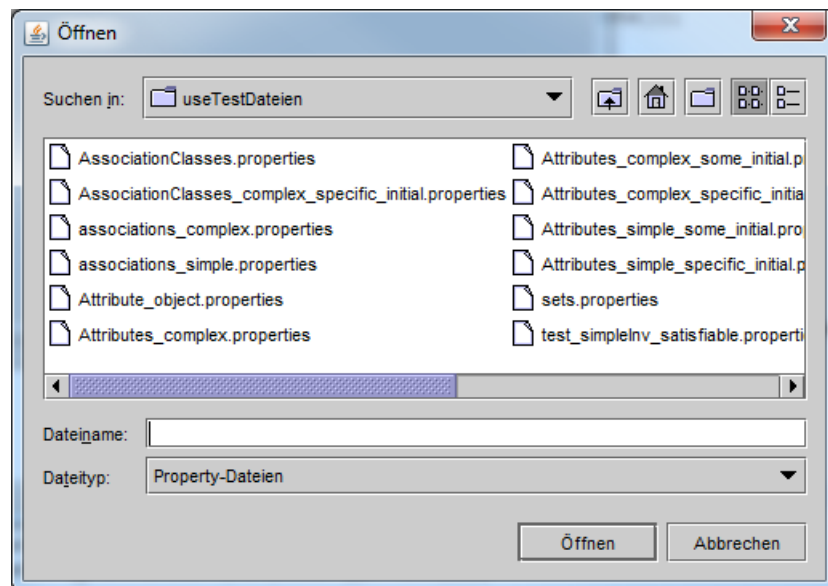 Öffnen
Suchen in:
useTestDateien
AssociationClasses.properties
AssociationClasses_complex_specific_initial.properties
associations_complex.properties
associations_simple.properties
Attribute_object.properties
Attributes_complex.properties
Attributes_complex_some_initial.p
Attributes_complex_specific_initia
Attributes_simple_some_initial.pro
Attributes_simple_specific_initial.p
sets.properties
test_simpleInv_satisfiable.properti
Dateiname:
Dateityp:
Property-Dateien
Öffnen
Abbrechen